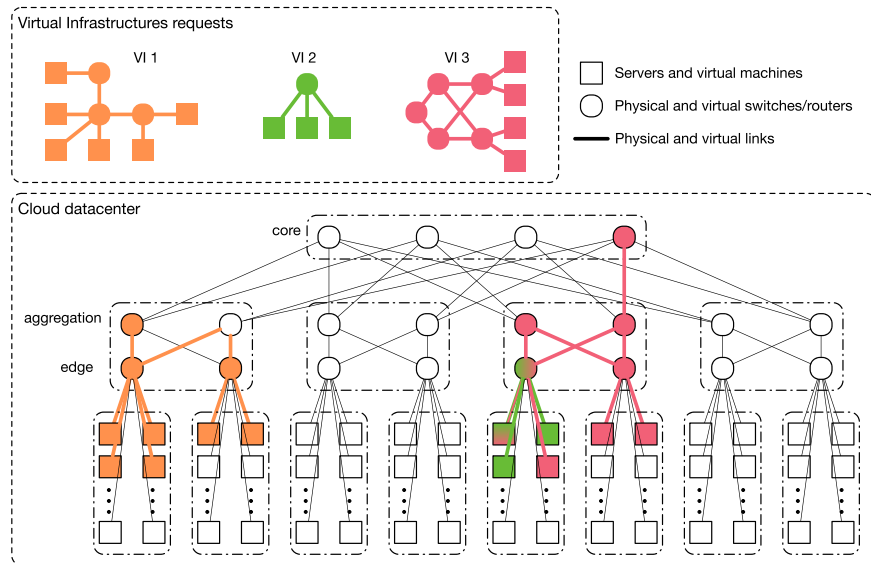 Virtual Infrastructures requests
VI 1
VI 2
VI 3
Servers and virtual machines
Physical and virtual switches/routers
Physical and virtual links
Cloud datacenter
core
aggregation
edge